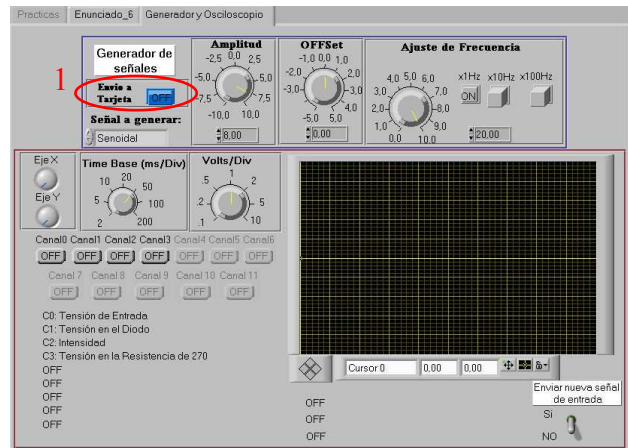 Practicas Enunciado_6 Generador y Osciloscopio
Generador de
señales
1
Envio a
Tarjeta OFF
Señal a generar:
Senoidal
Amplitud
-2,5 0,0 2,5
-5,0 5,0
-7,5 7,5
-10,0 10,0
8,00
OFFSet
-1,0 0,0 1,0
-2,0 2,0
-3,0 3,0
4,0
-5,0 5,0
0,00
Ajuste de Frecuencia
4,0 5,0 6,0
3,0 7,0
2,0 8,0
1,0 9,0
0,0 10,0
x1Hz x10Hz x100Hz
ON
20,00
Eje X
Eje Y
Time Base (ms/Div)
10 20 50
5 100
2 200
Volts/Div
.5 1 2
.2 5
.1 10
Canal0 Canal1 Canal2 Canal3 Canal4 Canal5 Canal6
OFF OFF OFF OFF OFF OFF OFF
Canal 7 Canal 8 Canal 9 Canal 10 Canal 11
OFF OFF OFF OFF OFF
C0: Tensión de Entrada
C1: Tensión en el Diodo
C2: Intensidad
C3: Tensión en la Resistencia de 270
OFF
OFF
OFF
OFF
OFF
Cursor 0 0,00 0,00
OFF
OFF
OFF
Enviar nueva señal
de entrada
Si
NO